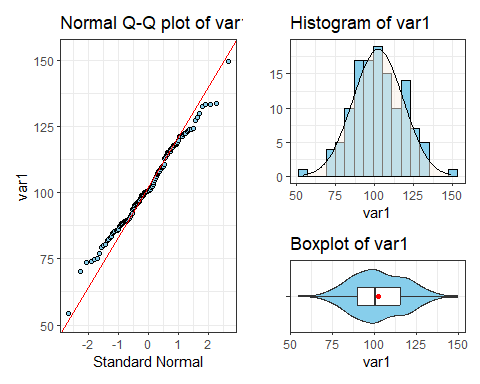 Normal Q-Q plot of var
150
125
100
75
50
var1
-2 -1 0 1 2
Standard Normal
Histogram of var1
15
10
5
0
50 75 100 125 150
var1
Boxplot of var1
50 75 100 125 150
var1